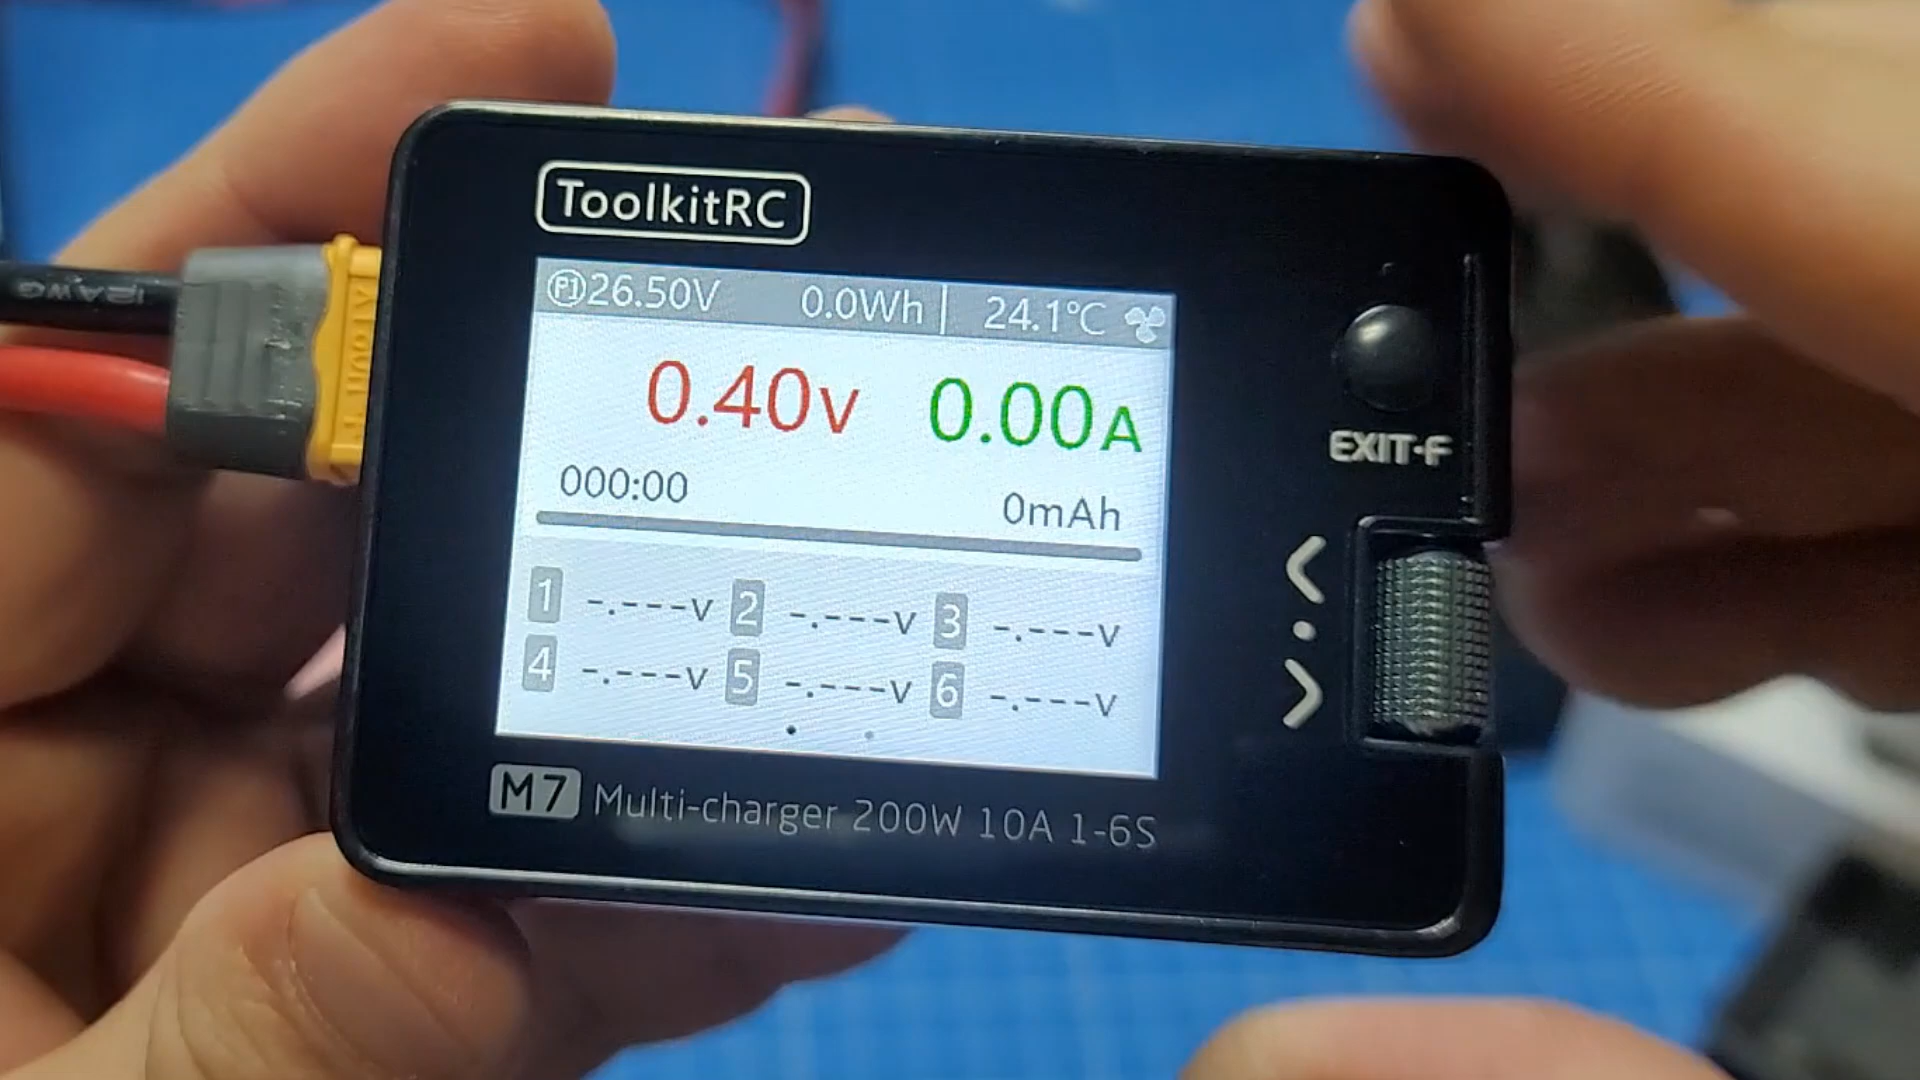 ToolkitRC
P1 26.50V 0.0Wh 24.1°C
0.40V 0.00A
000:00 0mAh
1 -.---V 2 -.---V 3 -.---V
4 -.---V 5 -.---V 6 -.---V
M7 Multi-charger 200W 10A 1-6S
EXIT·F
12AWG